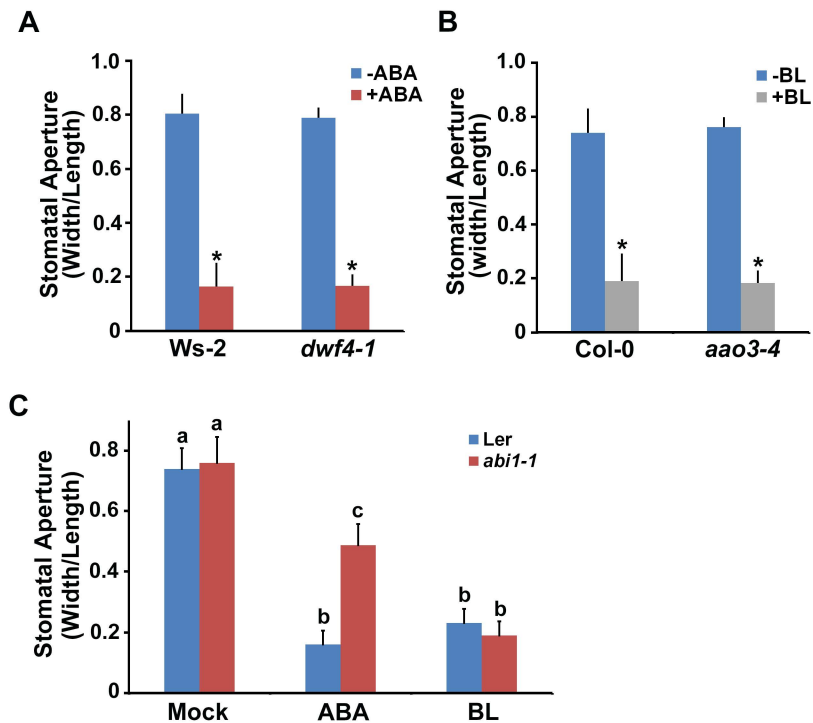 A
Stomatal Aperture
(Width/Length)
1.0
0.8
0.6
0.4
0.2
0
-ABA
+ABA
*
*
Ws-2
dwf4-1
B
Stomatal Aperture
(width/Length)
1.0
0.8
0.6
0.4
0.2
0
-BL
+BL
*
*
Col-0
aao3-4
C
Stomatal Aperture
(Width/Length)
0.8
0.6
0.4
0.2
0
Ler
abi1-1
a
a
b
c
b
b
Mock
ABA
BL